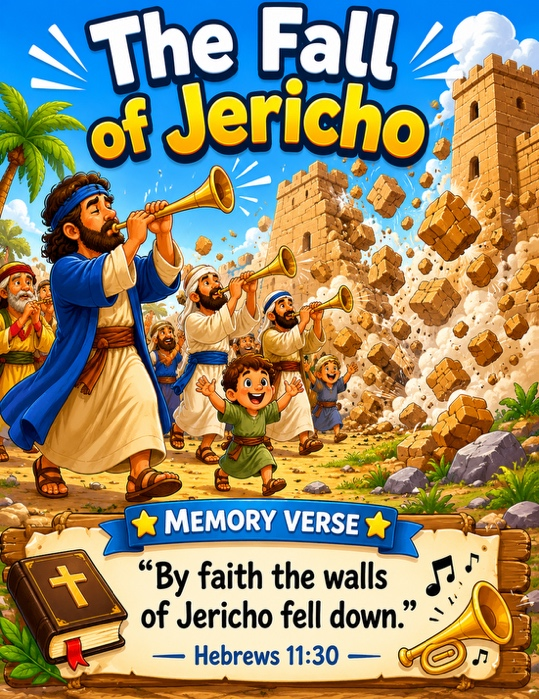 The Fall
of Jericho
MEMORY VERSE
“By faith the walls
of Jericho fell down.”
Hebrews 11:30